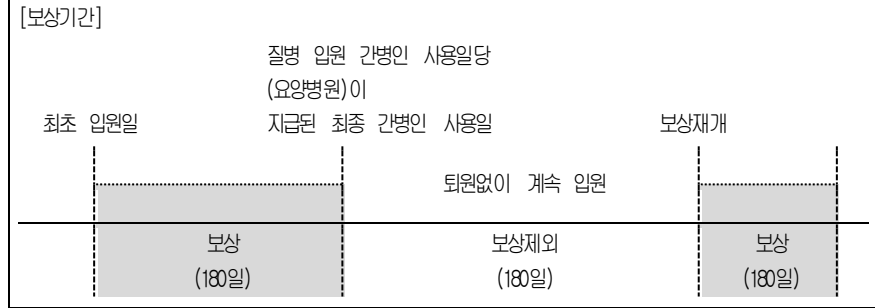 [보상기간]
질병 입원 간병인 사용일당
(요양병원)이
최초 입원일 지급된 최종 간병인 사용일 보상재개
퇴원없이 계속 입원
보상 보상제외 보상
(180일) (180일) (180일)